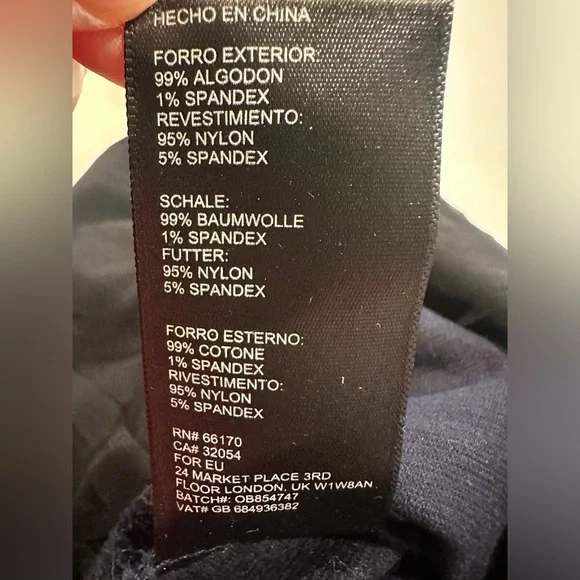 HECHO EN CHINA
FORRO EXTERIOR:
99% ALGODON
1% SPANDEX
REVESTIMIENTO:
95% NYLON
5% SPANDEX
SCHALE:
99% BAUMWOLLE
1% SPANDEX
FUTTER:
95% NYLON
5% SPANDEX
FORRO ESTERNO:
99% COTONE
1% SPANDEX
RIVESTIMENTO:
95% NYLON
5% SPANDEX
RN# 66170
CA# 32054
FOR EU
24 MARKET PLACE 3RD
FLOOR LONDON, UK W1W8AN
BATCH#: OB854747
VAT# GB 684936382